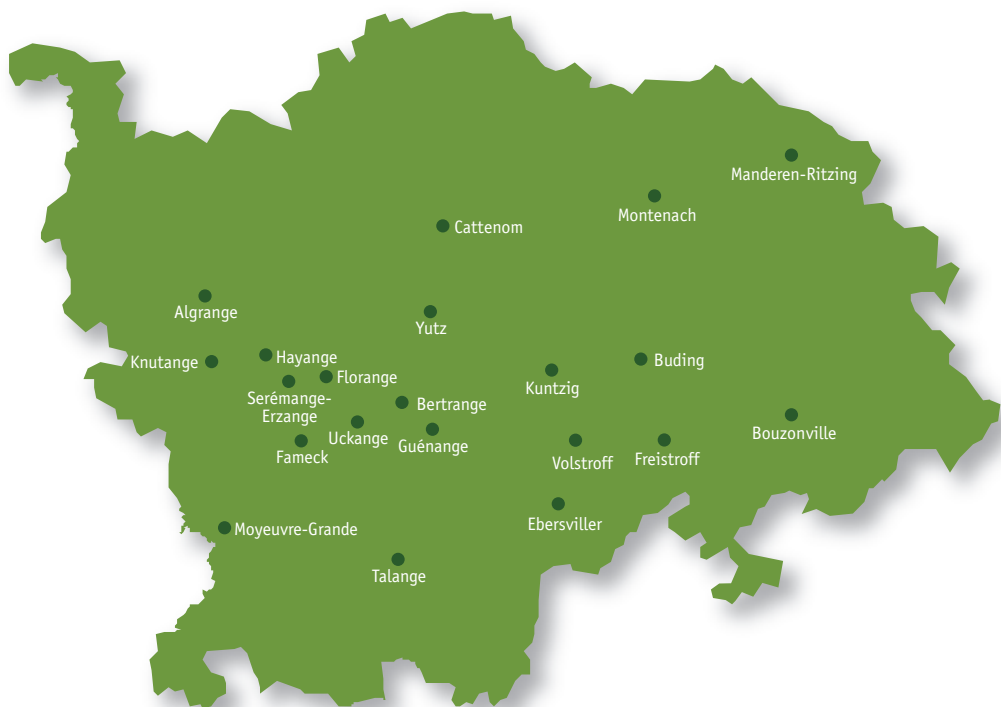 Manderen-Ritzing
Montenach
Cattenom
Algrange
Yutz
Knutange
Hayange
Florange
Buding
Serémange-
Erzange
Kuntzig
Bertrange
Uckange
Guénange
Fameck
Volstroff
Freistroff
Bouzonville
Ebersviller
Moyeuvre-Grande
Talange